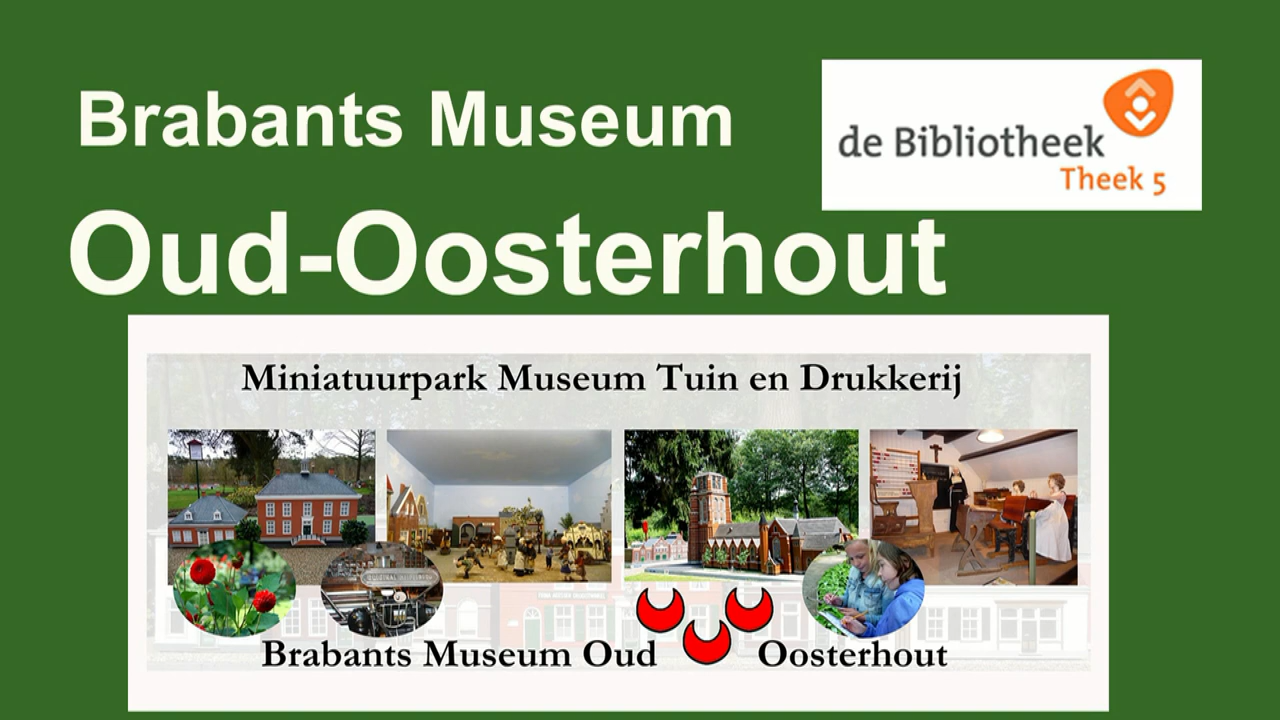 Brabants Museum
de Bibliotheek
Theek 5
Oud-Oosterhout
Miniatuurpark Museum Tuin en Drukkerij
Brabants Museum Oud Oosterhout